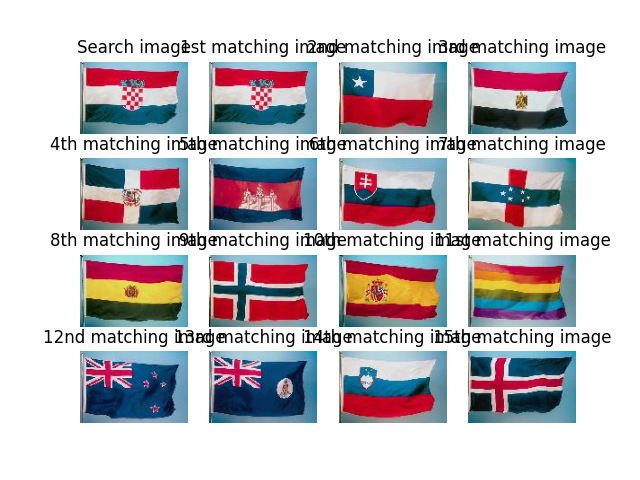 Search image 1st matching image 2nd matching image 3rd matching image
4th matching image 5th matching image 6th matching image 7th matching image
8th matching image 9th matching image 10th matching image 11st matching image
12nd matching image 13rd matching image 14th matching image 15th matching image